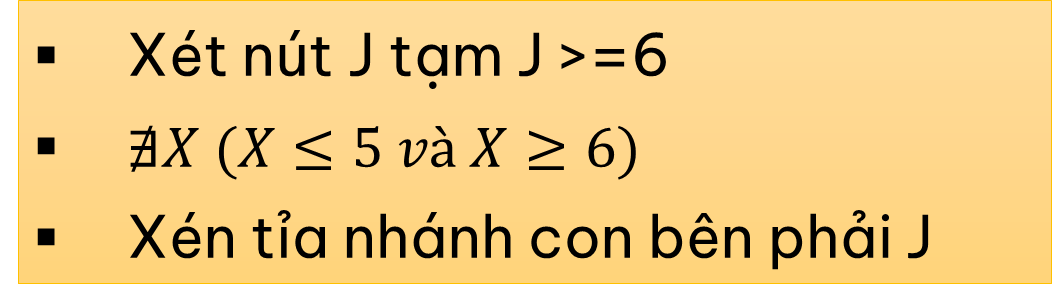 ▪ Xét nút J tạm J >=6
▪ ∄X (X ≤ 5 và X ≥ 6)
▪ Xén tỉa nhánh con bên phải J